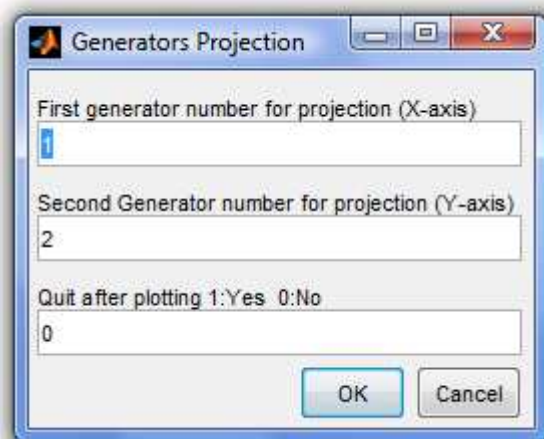 Generators Projection
First generator number for projection (X-axis)
1
Second Generator number for projection (Y-axis)
2
Quit after plotting 1:Yes  0:No
0
OK
Cancel